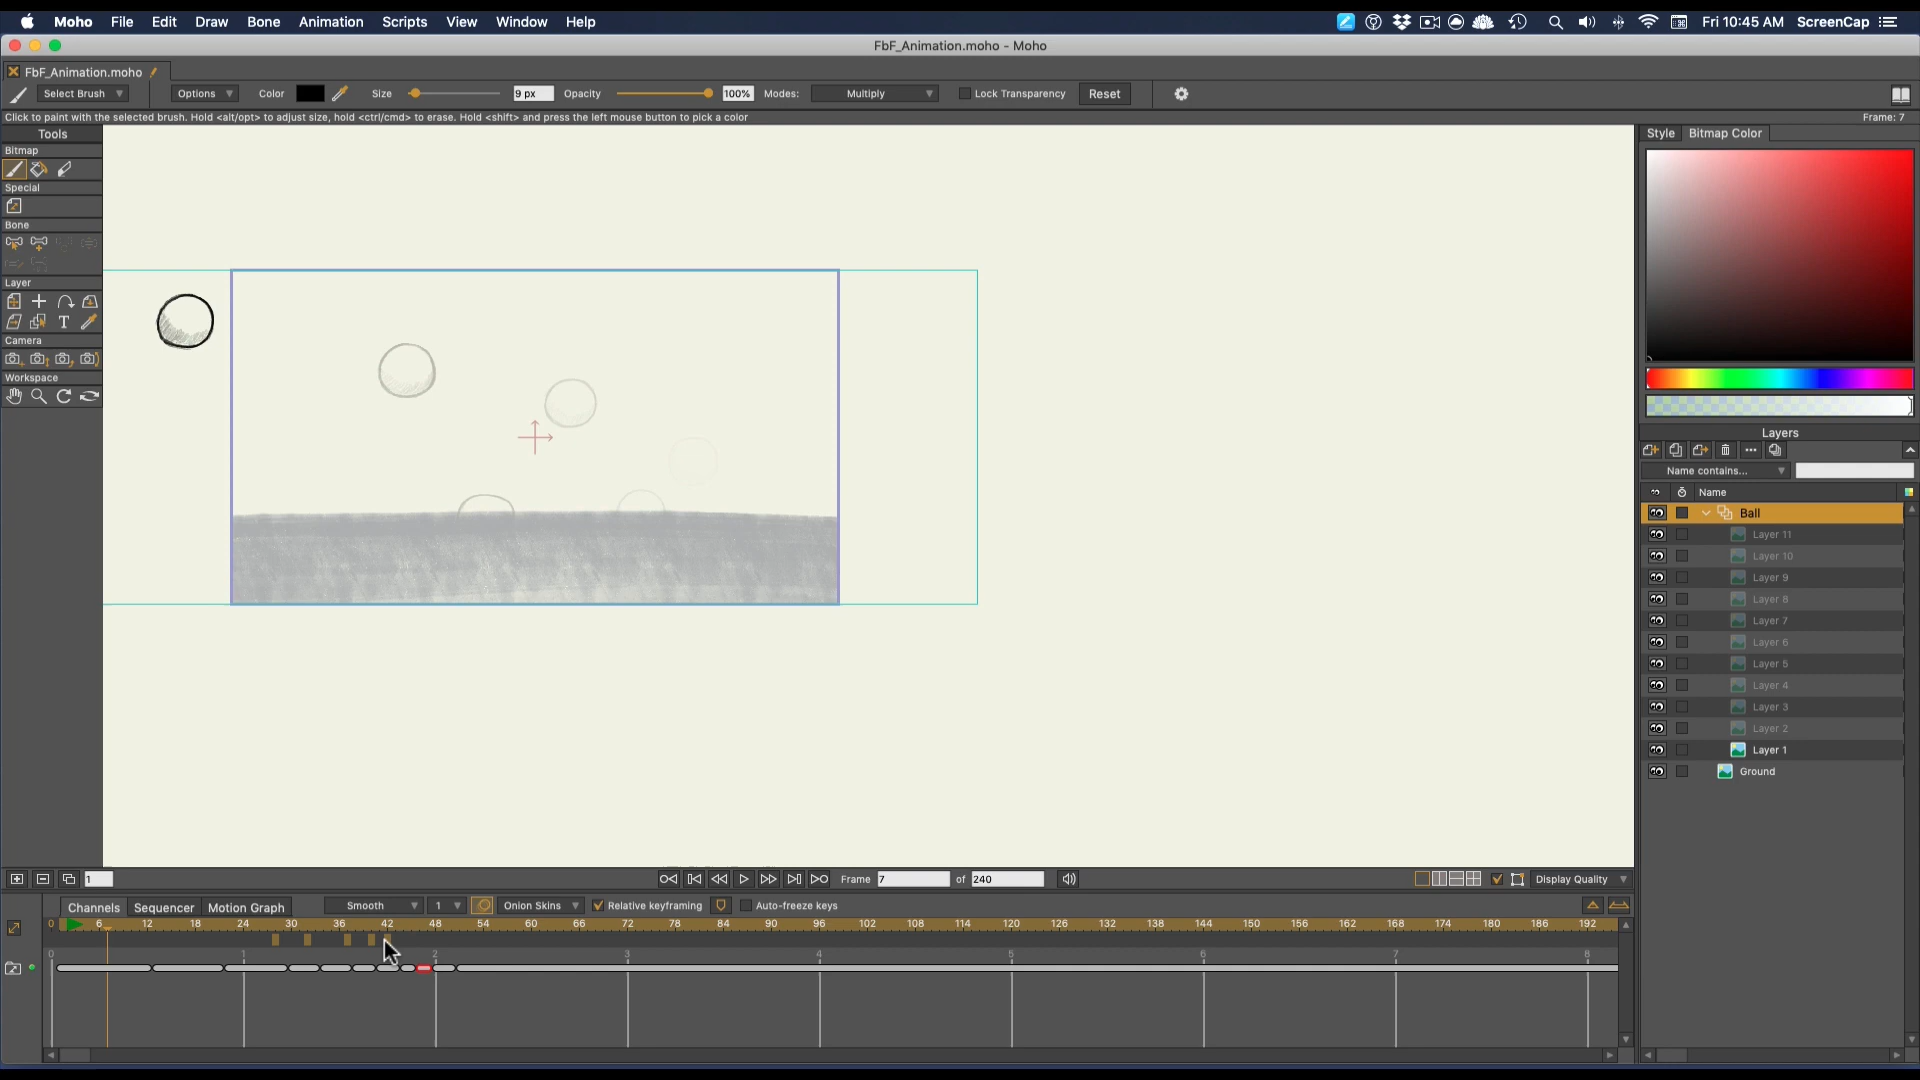 Moho File Edit Draw Bone Animation Scripts View Window Help Fri 10:45 AM ScreenCap
FbF_Animation.moho - Moho
FbF_Animation.moho
Select Brush Options Color Size 9 px Opacity 100% Modes: Multiply Lock Transparency Reset
Click to paint with the selected brush. Hold <alt/opt> to adjust size, hold <ctrl/cmd> to erase. Hold <shift> and press the left mouse button to pick a color Frame: 7
Tools
Bitmap
Special
Bone
Layer
T
Camera
Workspace
Style Bitmap Color
Layers
Name contains...
Name
Ball
Layer 11
Layer 10
Layer 9
Layer 8
Layer 7
Layer 6
Layer 5
Layer 4
Layer 3
Layer 2
Layer 1
Ground
1 Frame 7 of 240 Display Quality
Channels Sequencer Motion Graph Smooth 1 Onion Skins Relative keyframing Auto-freeze keys
0 6 12 18 24 30 36 42 48 54 60 66 72 78 84 90 96 102 108 114 120 126 132 138 144 150 156 162 168 174 180 186 192
0 1 2 3 4 5 6 7 8